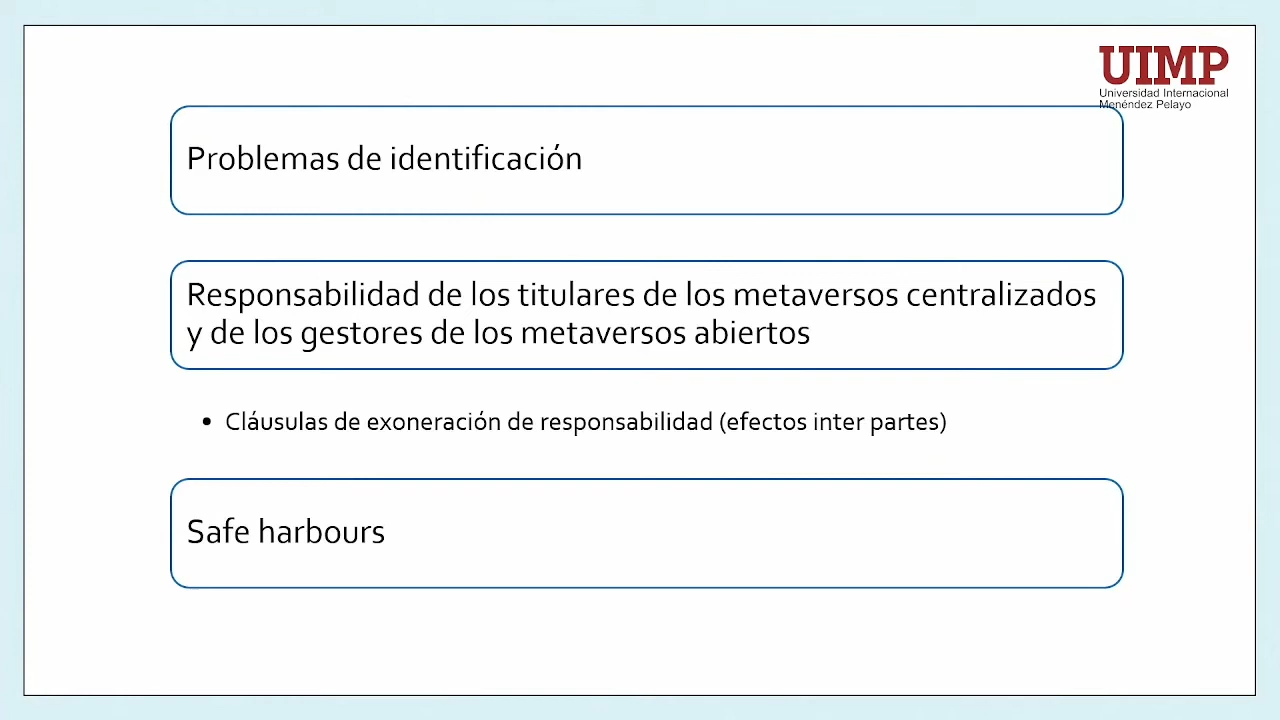 UIMP
Universidad Internacional
Menéndez Pelayo
Problemas de identificación
Responsabilidad de los titulares de los metaversos centralizados
y de los gestores de los metaversos abiertos
• Cláusulas de exoneración de responsabilidad (efectos inter partes)
Safe harbours